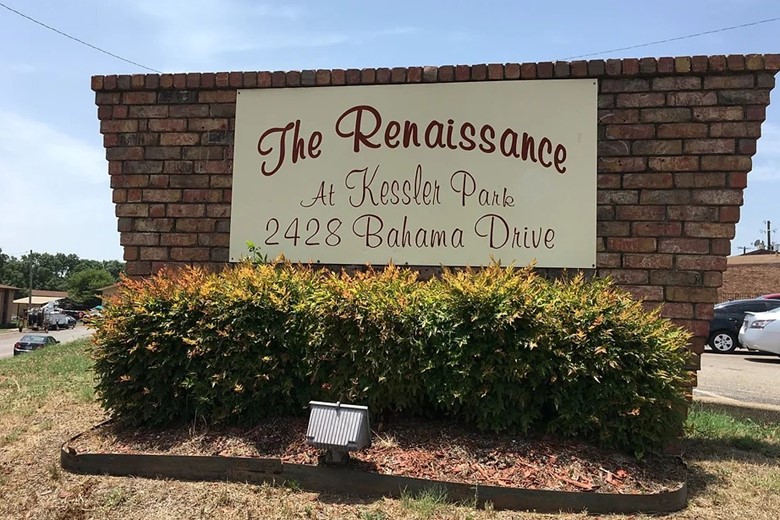 The Renaissance
At Kessler Park
2428 Bahama Drive